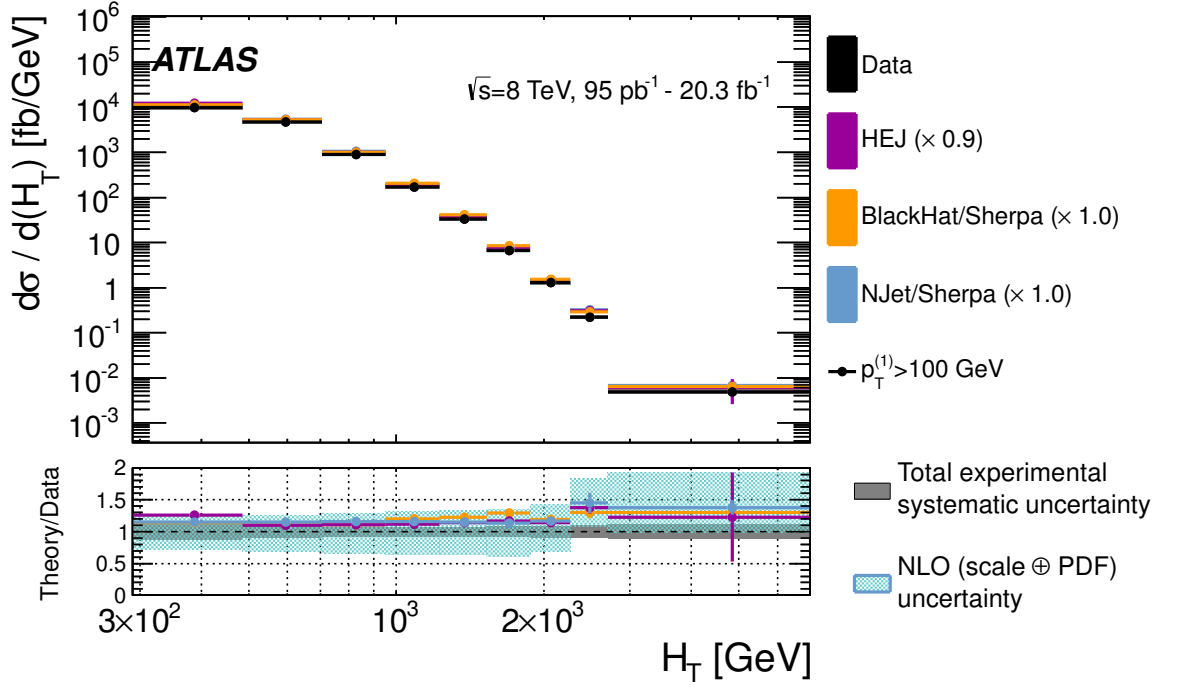 ATLAS
√s=8 TeV, 95 pb⁻¹ - 20.3 fb⁻¹
dσ / d(H_T) [fb/GeV]
10⁶
10⁵
10⁴
10³
10²
10
1
10⁻¹
10⁻²
10⁻³
Data
HEJ (× 0.9)
BlackHat/Sherpa (× 1.0)
NJet/Sherpa (× 1.0)
p_T^(1)>100 GeV
Theory/Data
2
1.5
1
0.5
0
3×10²
10³
2×10³
H_T [GeV]
Total experimental
systematic uncertainty
NLO (scale ⊕ PDF)
uncertainty